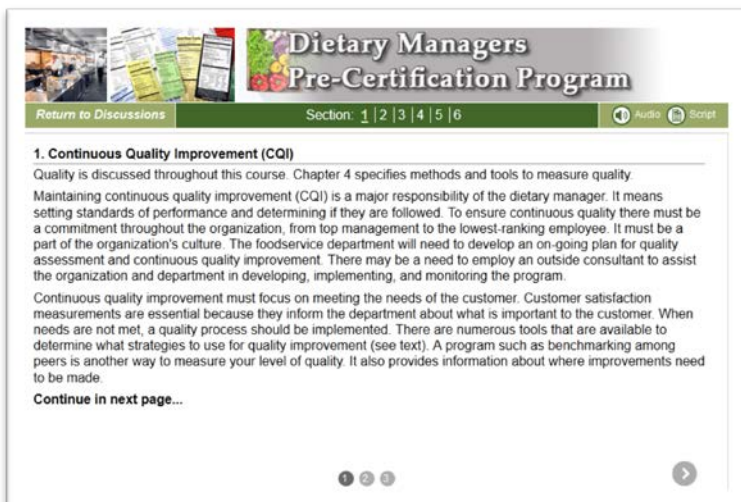 Dietary Managers
Pre-Certification Program
Return to Discussions Section: 1 | 2 | 3 | 4 | 5 | 6 Audio Script
1. Continuous Quality Improvement (CQI)
Quality is discussed throughout this course. Chapter 4 specifies methods and tools to measure quality.
Maintaining continuous quality improvement (CQI) is a major responsibility of the dietary manager. It means
setting standards of performance and determining if they are followed. To ensure continuous quality there must be
a commitment throughout the organization, from top management to the lowest-ranking employee. It must be a
part of the organization's culture. The foodservice department will need to develop an on-going plan for quality
assessment and continuous quality improvement. There may be a need to employ an outside consultant to assist
the organization and department in developing, implementing, and monitoring the program.
Continuous quality improvement must focus on meeting the needs of the customer. Customer satisfaction
measurements are essential because they inform the department about what is important to the customer. When
needs are not met, a quality process should be implemented. There are numerous tools that are available to
determine what strategies to use for quality improvement (see text). A program such as benchmarking among
peers is another way to measure your level of quality. It also provides information about where improvements need
to be made.
Continue in next page...
1 2 3